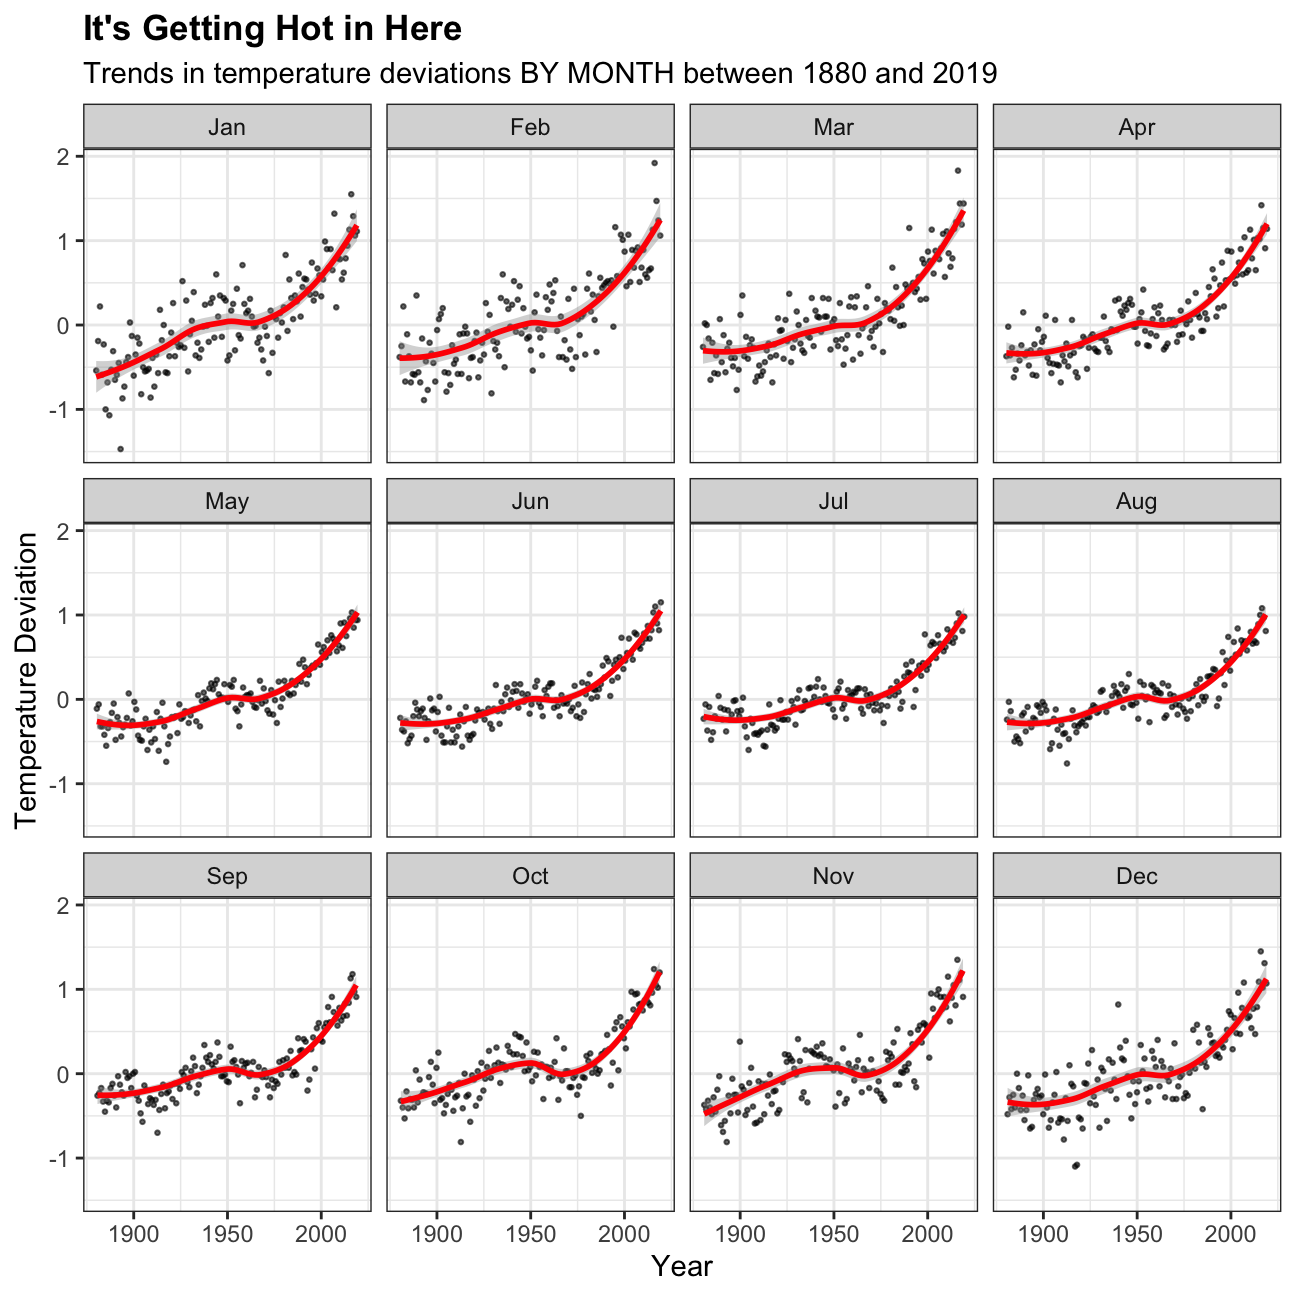 It's Getting Hot in Here
Trends in temperature deviations BY MONTH between 1880 and 2019
Jan Feb Mar Apr
2
1
0
-1
May Jun Jul Aug
2
1
0
-1
Temperature Deviation
Sep Oct Nov Dec
2
1
0
-1
1900 1950 2000 1900 1950 2000 1900 1950 2000 1900 1950 2000
Year